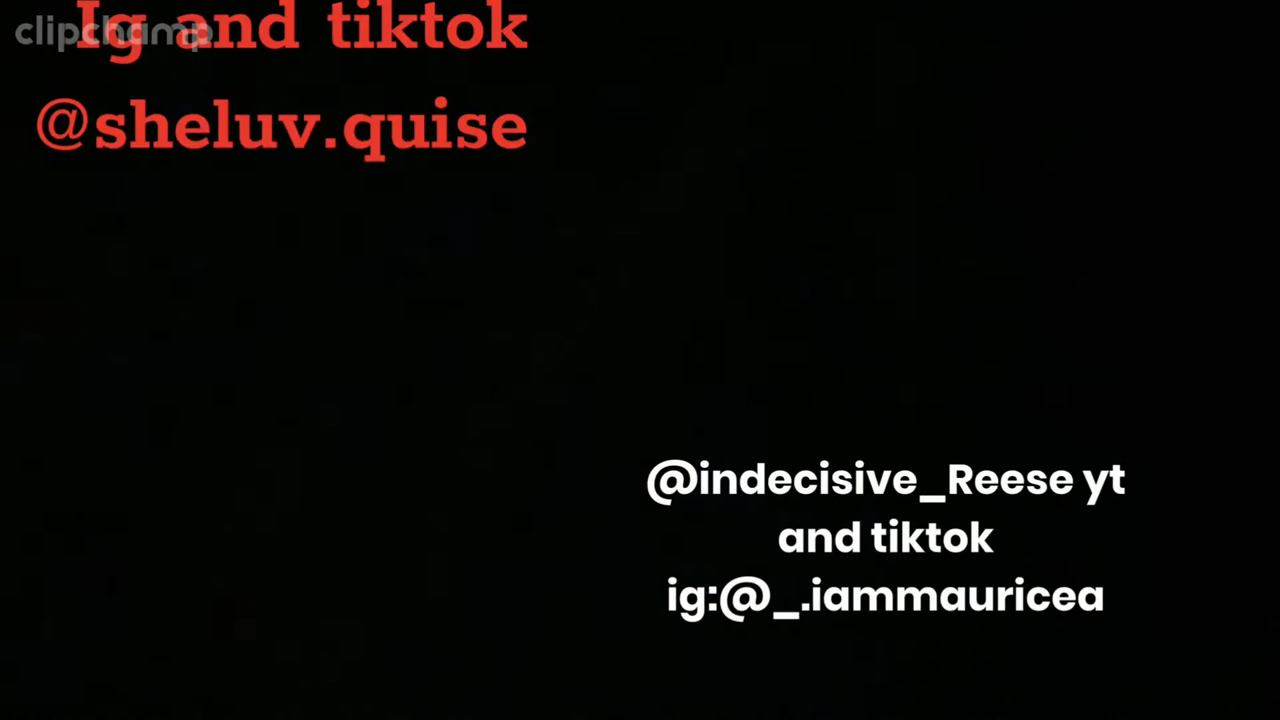 clipchamp
Ig and tiktok
@sheluv.quise
@indecisive_Reese yt
and tiktok
ig:@_.iammauricea